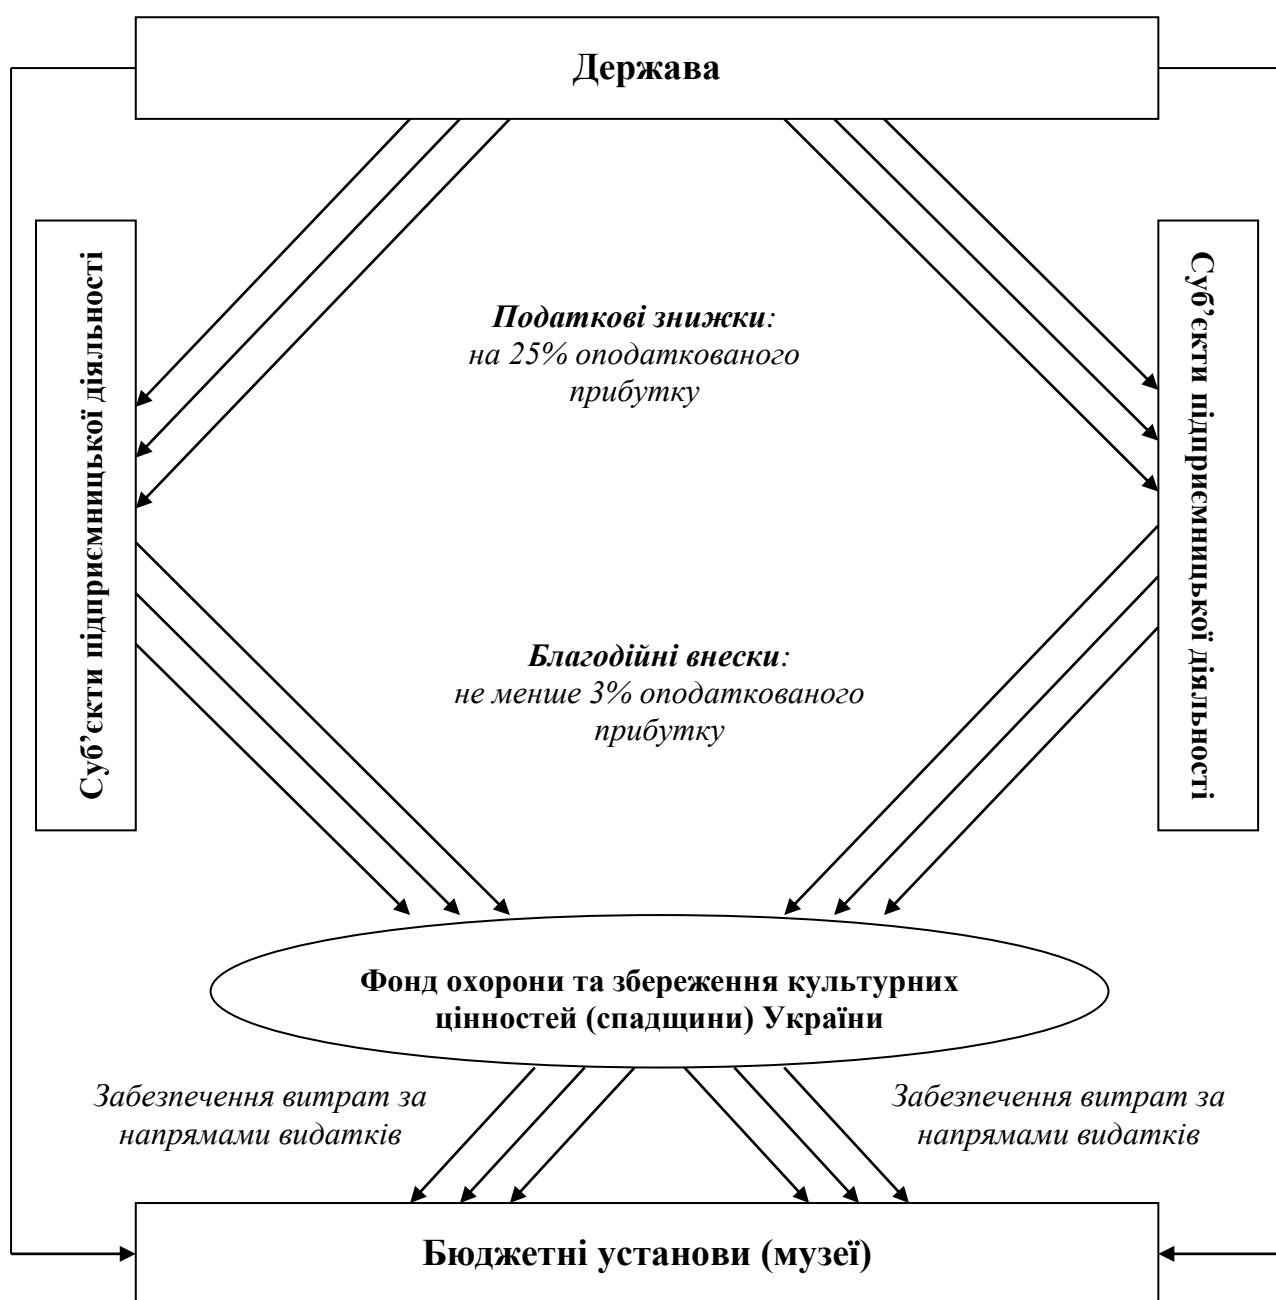 Держава
Суб’єкти підприємницької діяльності
Суб’єкти підприємницької діяльності
Податкові знижки:
на 25% оподаткованого
прибутку
Благодійні внески:
не менше 3% оподаткованого
прибутку
Фонд охорони та збереження культурних
цінностей (спадщини) України
Забезпечення витрат за
напрямами видатків
Забезпечення витрат за
напрямами видатків
Бюджетні установи (музеї)